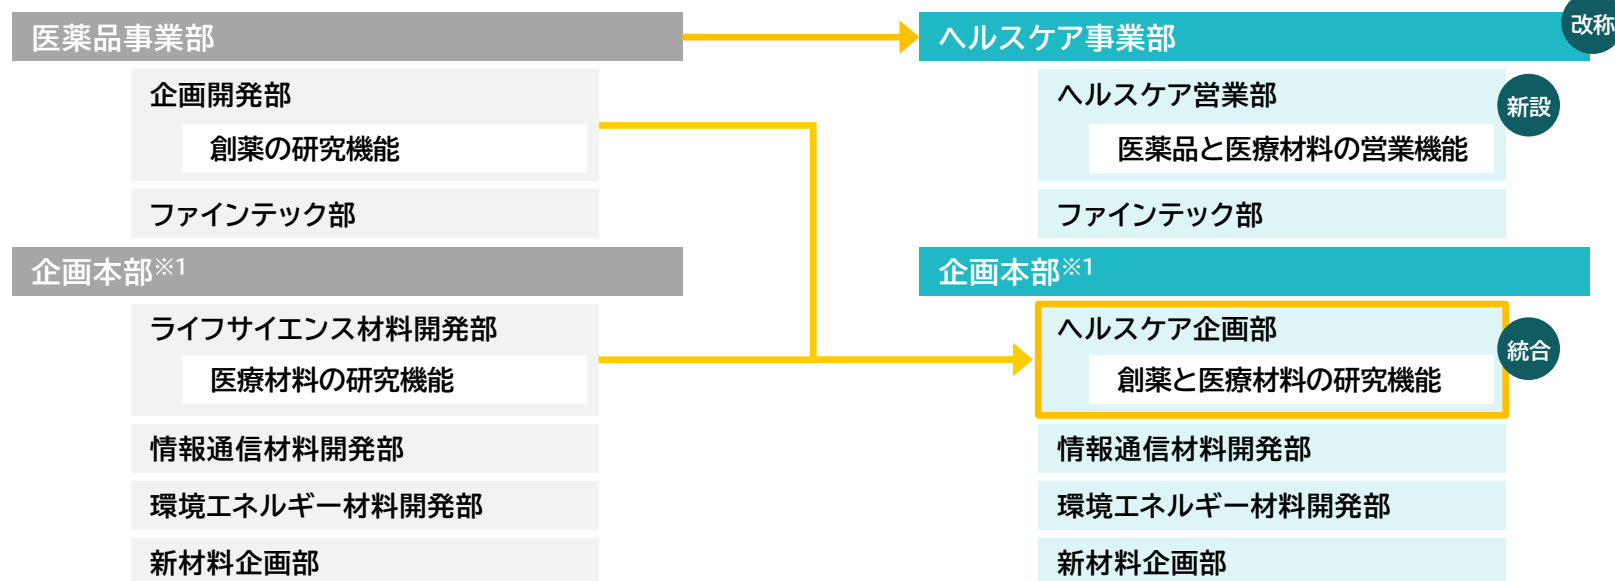 医薬品事業部
企画開発部
創薬の研究機能
ファインテック部
企画本部※1
ライフサイエンス材料開発部
医療材料の研究機能
情報通信材料開発部
環境エネルギー材料開発部
新材料企画部
ヘルスケア事業部
改称
ヘルスケア営業部
新設
医薬品と医療材料の営業機能
ファインテック部
企画本部※1
ヘルスケア企画部
統合
創薬と医療材料の研究機能
情報通信材料開発部
環境エネルギー材料開発部
新材料企画部